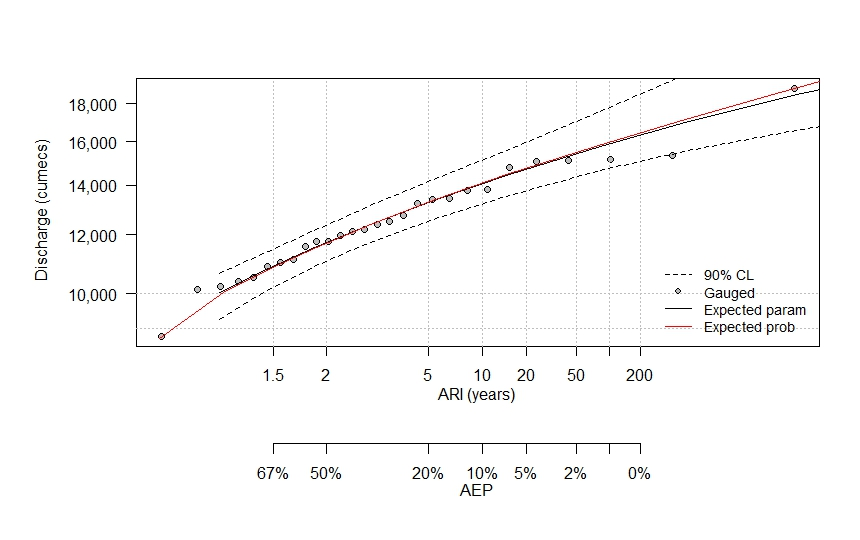 Discharge (cumecs)
18,000
16,000
14,000
12,000
10,000
90% CL
Gauged
Expected param
Expected prob
1.5 2 5 10 20 50 200
ARI (years)
67% 50% 20% 10% 5% 2% 0%
AEP